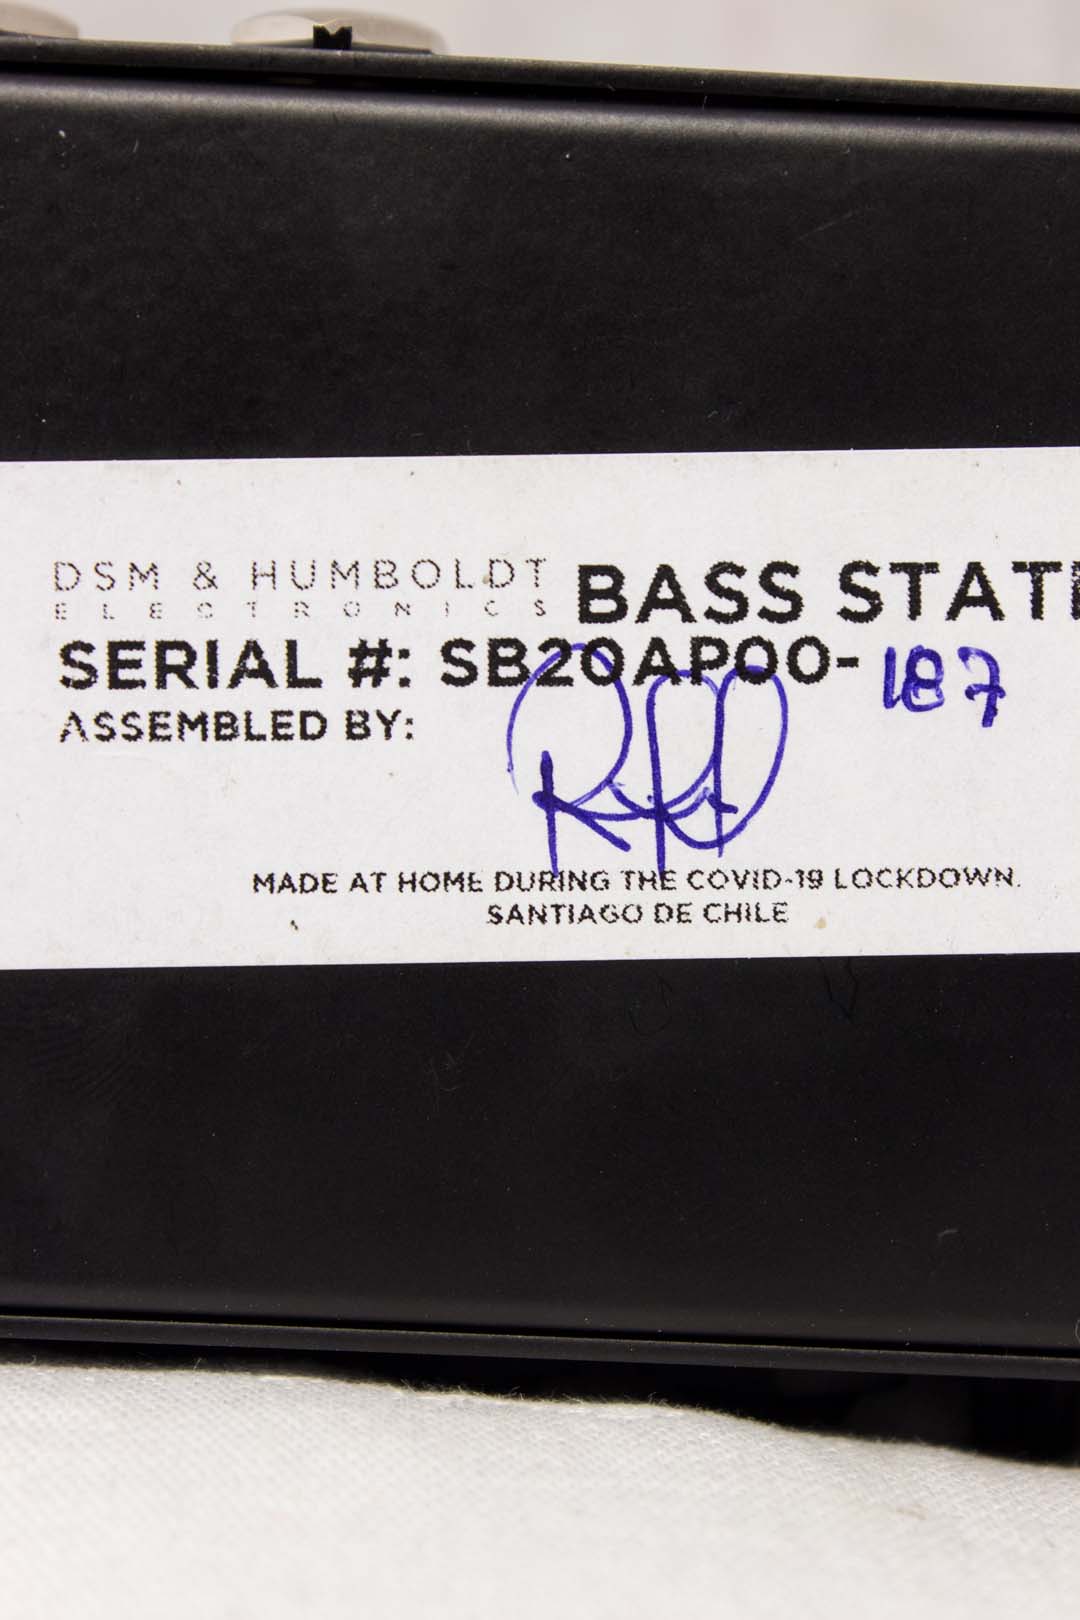 DSM & HUMBOLDT
ELECTRONICS
BASS STATI
SERIAL #: SB20AP00-187
ASSEMBLED BY:
MADE AT HOME DURING THE COVID-19 LOCKDOWN.
SANTIAGO DE CHILE